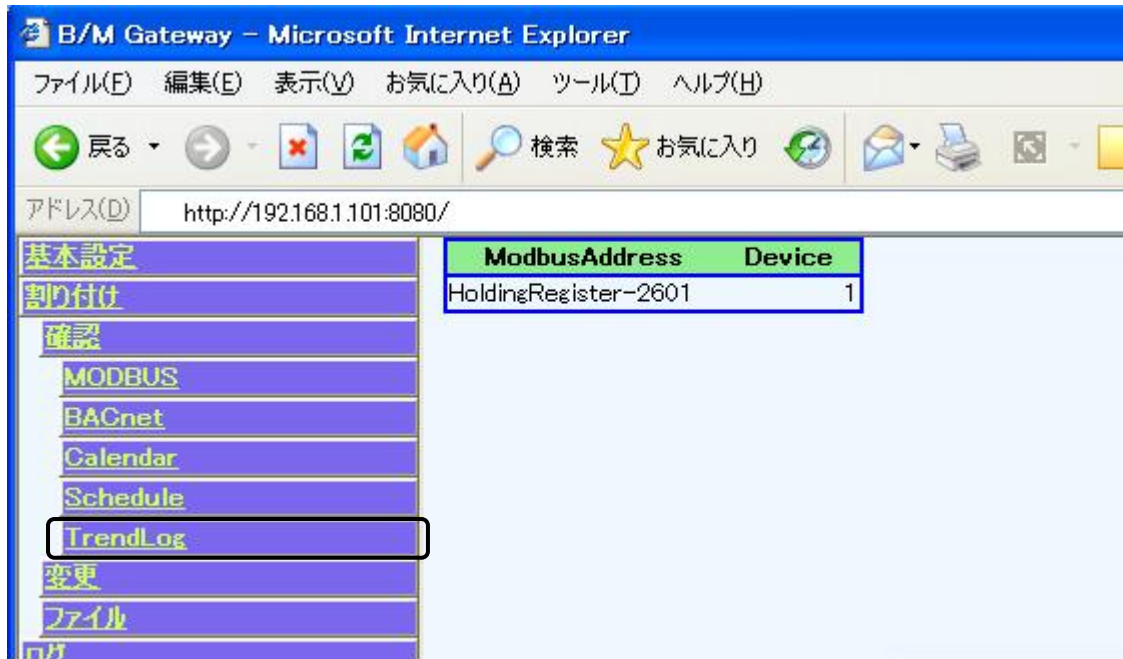 B/M Gateway - Microsoft Internet Explorer
ファイル(F) 編集(E) 表示(V) お気に入り(A) ツール(T) ヘルプ(H)
戻る 検索 お気に入り
アドレス(D) http://192.168.1.101:8080/
基本設定
割り付け
確認
MODBUS
BACnet
Calendar
Schedule
TrendLog
変更
ファイル
ログ
ModbusAddress Device
HoldingRegister-2601 1